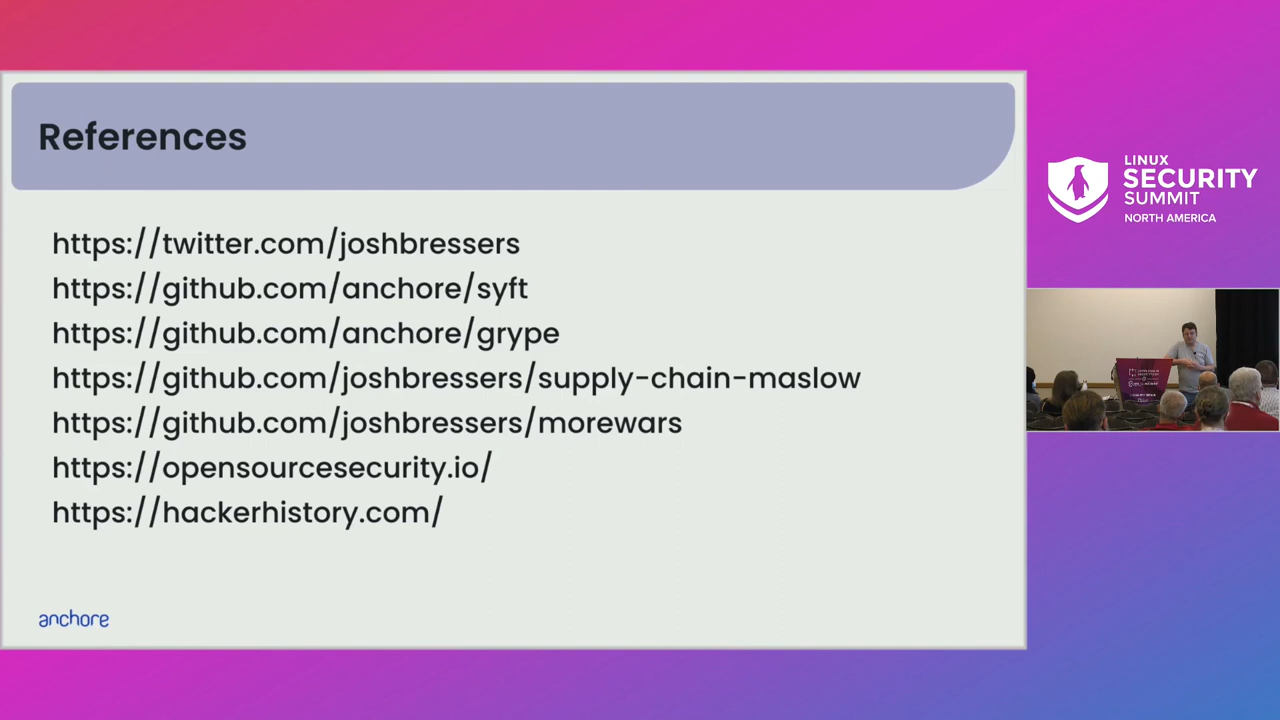 References
https://twitter.com/joshbressers
https://github.com/anchore/syft
https://github.com/anchore/grype
https://github.com/joshbressers/supply-chain-maslow
https://github.com/joshbressers/morewars
https://opensourcesecurity.io/
https://hackerhistory.com/
anchore
LINUX
SECURITY
SUMMIT
NORTH AMERICA